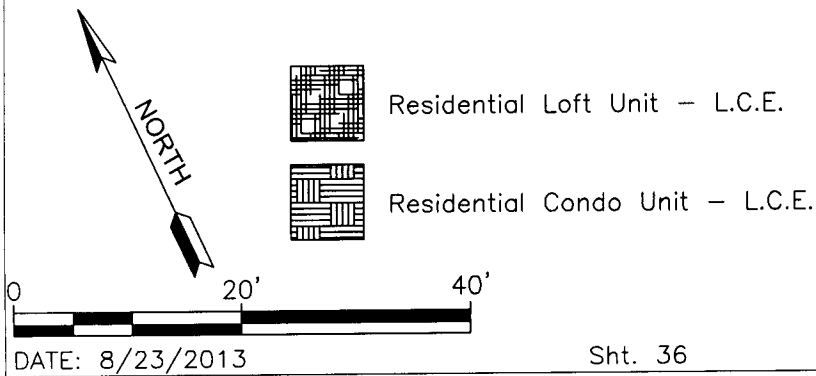 NORTH
Residential Loft Unit – L.C.E.
Residential Condo Unit – L.C.E.
0 20' 40'
DATE: 8/23/2013 Sht. 36